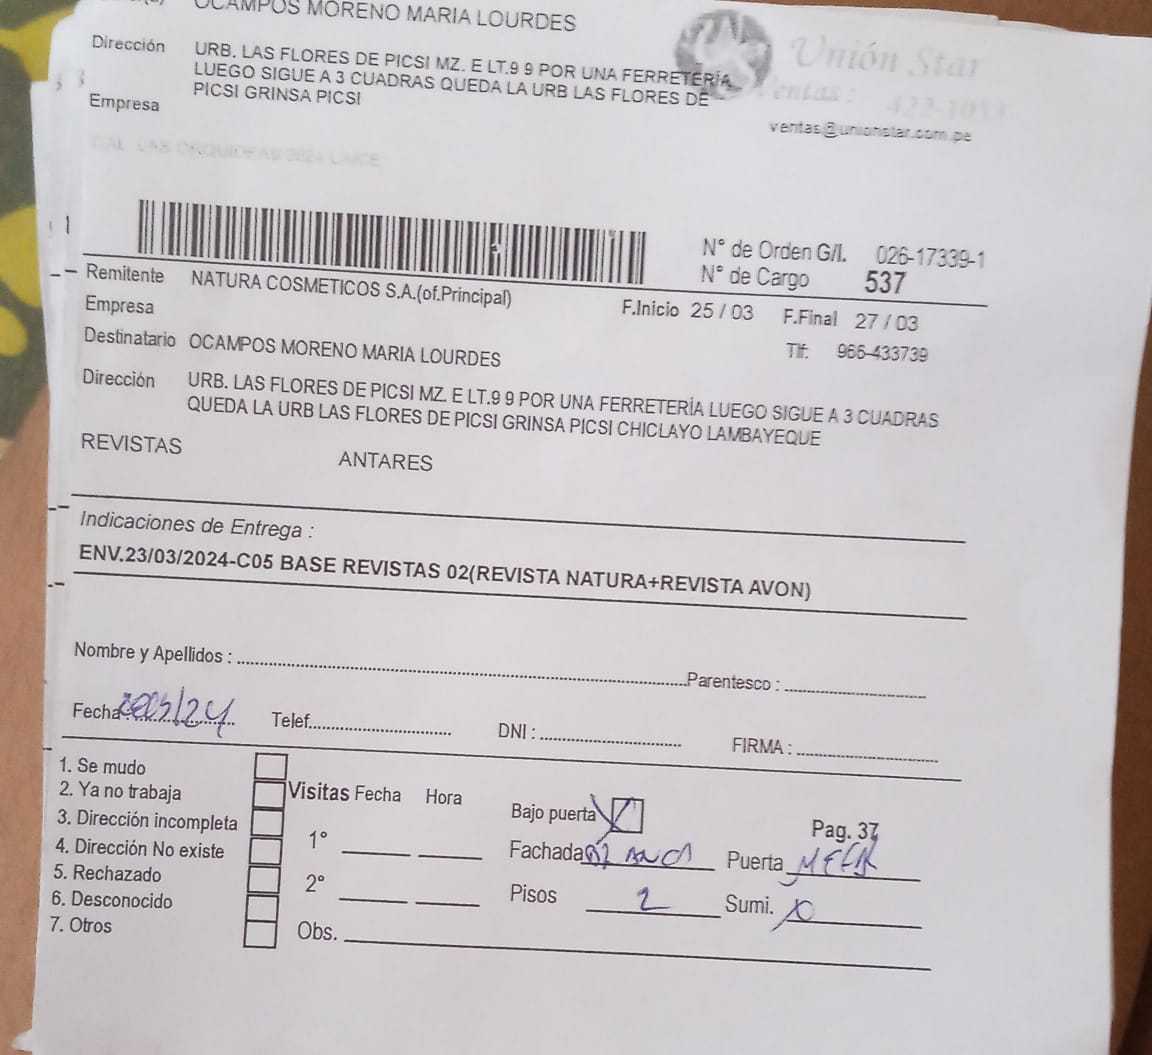 OCAMPOS MORENO MARIA LOURDES
Dirección URB. LAS FLORES DE PICSI MZ. E LT.9 9 POR UNA FERRETERÍA
LUEGO SIGUE A 3 CUADRAS QUEDA LA URB LAS FLORES DE
PICSI GRINSA PICSI
Empresa
Unión Star
Ventas : 422-1053
ventas@unionstar.com.pe
CAL LAS ORQUIDEAS 2624 LINCE
N° de Orden G/I. 026-17339-1
N° de Cargo 537
Remitente NATURA COSMETICOS S.A.(of.Principal)
F.Inicio 25 / 03 F.Final 27 / 03
Empresa
Destinatario OCAMPOS MORENO MARIA LOURDES
Tlf: 966-433739
Dirección URB. LAS FLORES DE PICSI MZ. E LT.9 9 POR UNA FERRETERÍA LUEGO SIGUE A 3 CUADRAS
QUEDA LA URB LAS FLORES DE PICSI GRINSA PICSI CHICLAYO LAMBAYEQUE
REVISTAS ANTARES
Indicaciones de Entrega :
ENV.23/03/2024-C05 BASE REVISTAS 02(REVISTA NATURA+REVISTA AVON)
Nombre y Apellidos : Parentesco :
Fecha Telef. DNI : FIRMA :
1. Se mudo
2. Ya no trabaja
3. Dirección incompleta
4. Dirección No existe
5. Rechazado
6. Desconocido
7. Otros
Visitas Fecha Hora
1°
2°
Obs.
Bajo puerta
Pag. 37
Fachada Puerta
Pisos 2 Sumi.